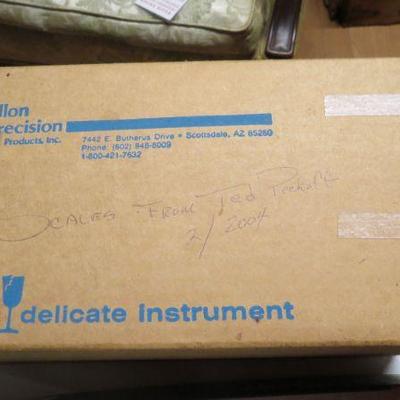 llon
recision
Products, Inc.
7442 E. Butherus Drive • Scottsdale, AZ 85260
Phone: (602) 948-8009
1-800-421-7632
Scales From Ted
2/2004
delicate instrument